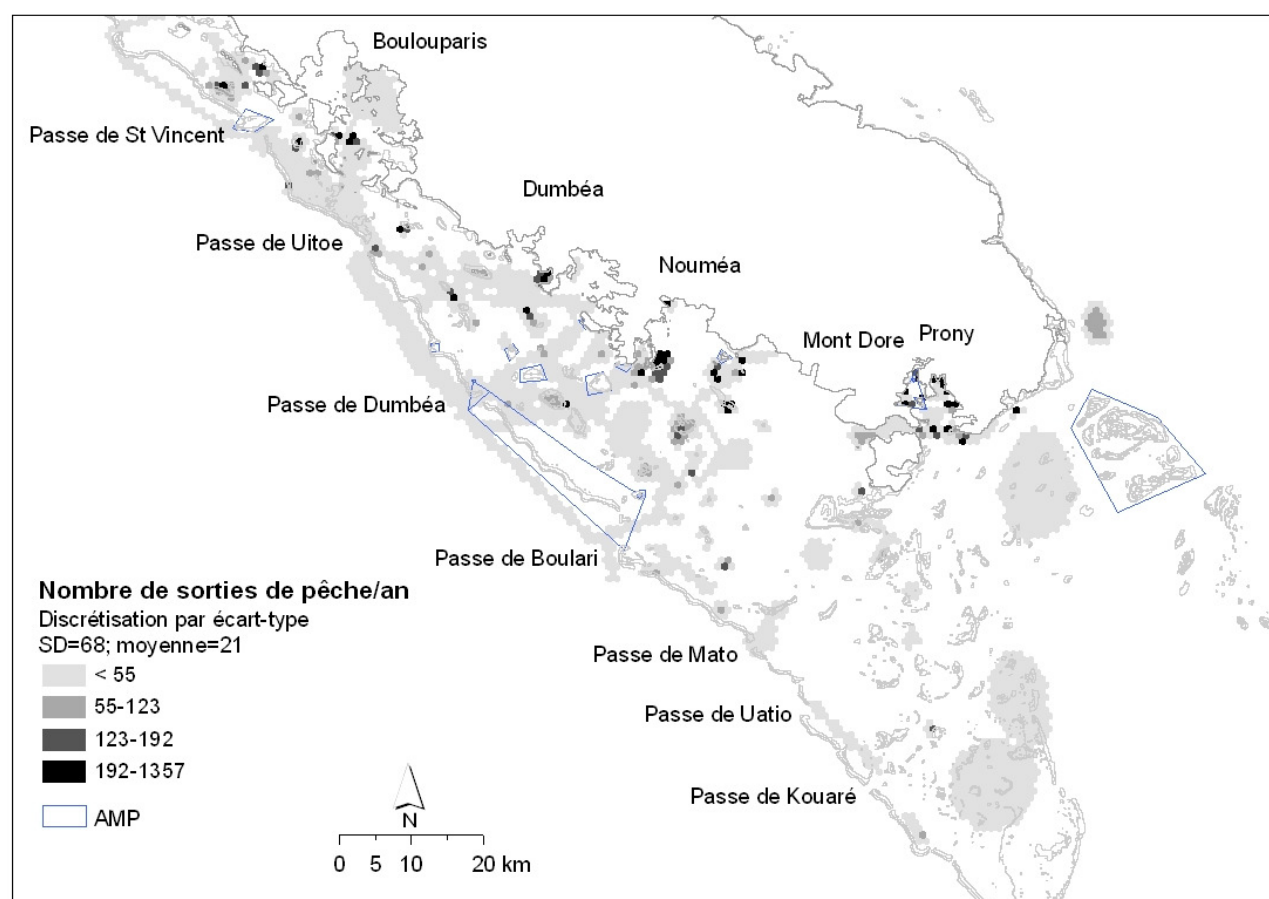 Boulouparis
Passe de St Vincent
Dumbéa
Passe de Uitoe
Nouméa
Mont Dore
Prony
Passe de Dumbéa
Passe de Boulari
Nombre de sorties de pêche/an
Discrétisation par écart-type
SD=68; moyenne=21
< 55
55-123
123-192
192-1357
AMP
Passe de Mato
Passe de Uatio
Passe de Kouaré
N
0 5 10 20 km